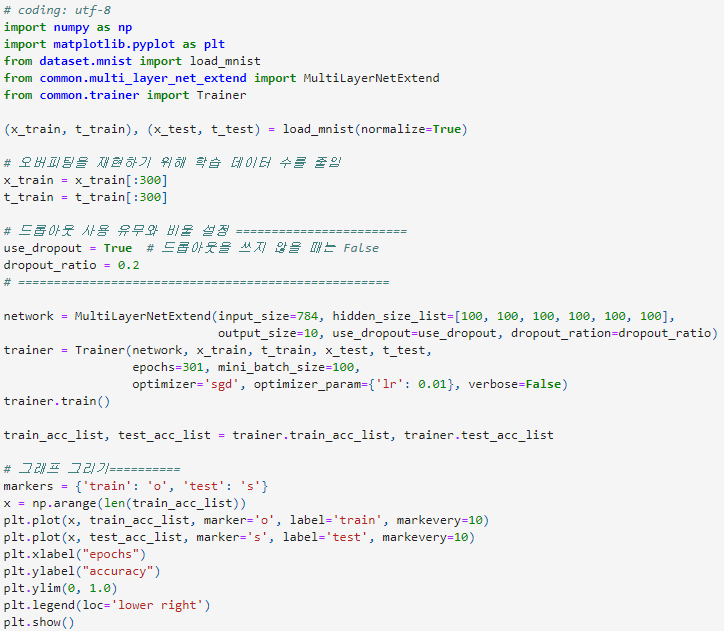 # coding: utf-8
import numpy as np
import matplotlib.pyplot as plt
from dataset.mnist import load_mnist
from common.multi_layer_net_extend import MultiLayerNetExtend
from common.trainer import Trainer

(x_train, t_train), (x_test, t_test) = load_mnist(normalize=True)

# 오버피팅을 재현하기 위해 학습 데이터 수를 줄임
x_train = x_train[:300]
t_train = t_train[:300]

# 드롭아웃 사용 유무와 비울 설정 ========================
use_dropout = True  # 드롭아웃을 쓰지 않을 때는 False
dropout_ratio = 0.2
# ====================================================

network = MultiLayerNetExtend(input_size=784, hidden_size_list=[100, 100, 100, 100, 100, 100],
                              output_size=10, use_dropout=use_dropout, dropout_ration=dropout_ratio)
trainer = Trainer(network, x_train, t_train, x_test, t_test,
                  epochs=301, mini_batch_size=100,
                  optimizer='sgd', optimizer_param={'lr': 0.01}, verbose=False)
trainer.train()

train_acc_list, test_acc_list = trainer.train_acc_list, trainer.test_acc_list

# 그래프 그리기==========
markers = {'train': 'o', 'test': 's'}
x = np.arange(len(train_acc_list))
plt.plot(x, train_acc_list, marker='o', label='train', markevery=10)
plt.plot(x, test_acc_list, marker='s', label='test', markevery=10)
plt.xlabel("epochs")
plt.ylabel("accuracy")
plt.ylim(0, 1.0)
plt.legend(loc='lower right')
plt.show()